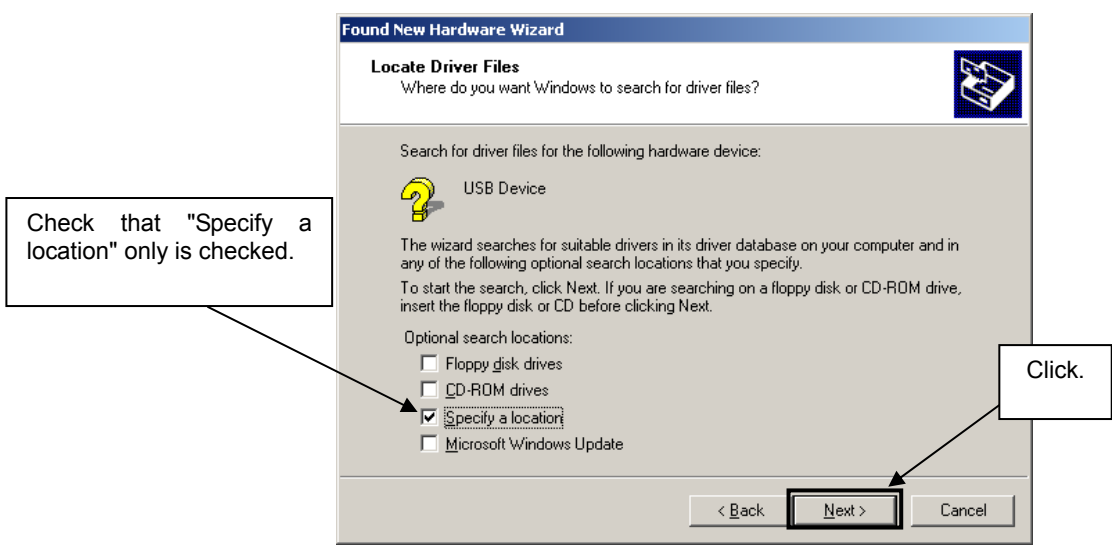 Found New Hardware Wizard
Locate Driver Files
Where do you want Windows to search for driver files?
Search for driver files for the following hardware device:
USB Device
Check that "Specify a
location" only is checked.
The wizard searches for suitable drivers in its driver database on your computer and in
any of the following optional search locations that you specify.
To start the search, click Next. If you are searching on a floppy disk or CD-ROM drive,
insert the floppy disk or CD before clicking Next.
Optional search locations:
Floppy disk drives
CD-ROM drives
Specify a location
Microsoft Windows Update
Click.
< Back
Next >
Cancel